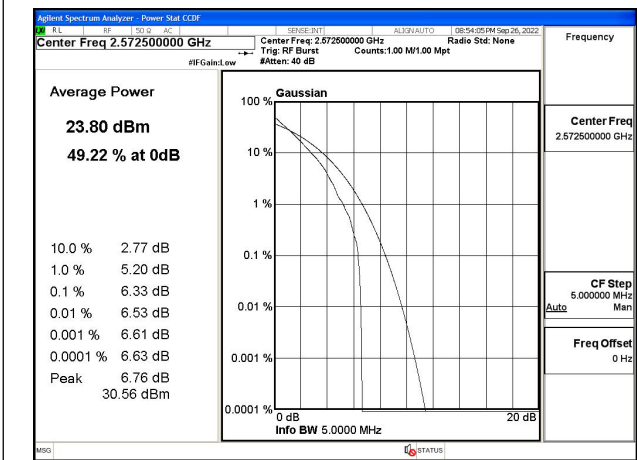 Agilent Spectrum Analyzer - Power Stat CCDF
RL RF 50 Ω AC SENSE:INT ALIGN AUTO 08:54:05 PM Sep 26, 2022
Center Freq 2.572500000 GHz
Center Freq: 2.572500000 GHz Radio Std: None
Trig: RF Burst Counts:1.00 M/1.00 Mpt
#IFGain:Low #Atten: 40 dB
Frequency
Average Power
23.80 dBm
49.22 % at 0dB
10.0 % 2.77 dB
1.0 % 5.20 dB
0.1 % 6.33 dB
0.01 % 6.53 dB
0.001 % 6.61 dB
0.0001 % 6.63 dB
Peak 6.76 dB
30.56 dBm
Gaussian
100 %
10 %
1 %
0.1 %
0.01 %
0.001 %
0.0001 %
0 dB 20 dB
Info BW 5.0000 MHz
Center Freq
2.572500000 GHz
CF Step
5.000000 MHz
Auto Man
Freq Offset
0 Hz
MSG STATUS